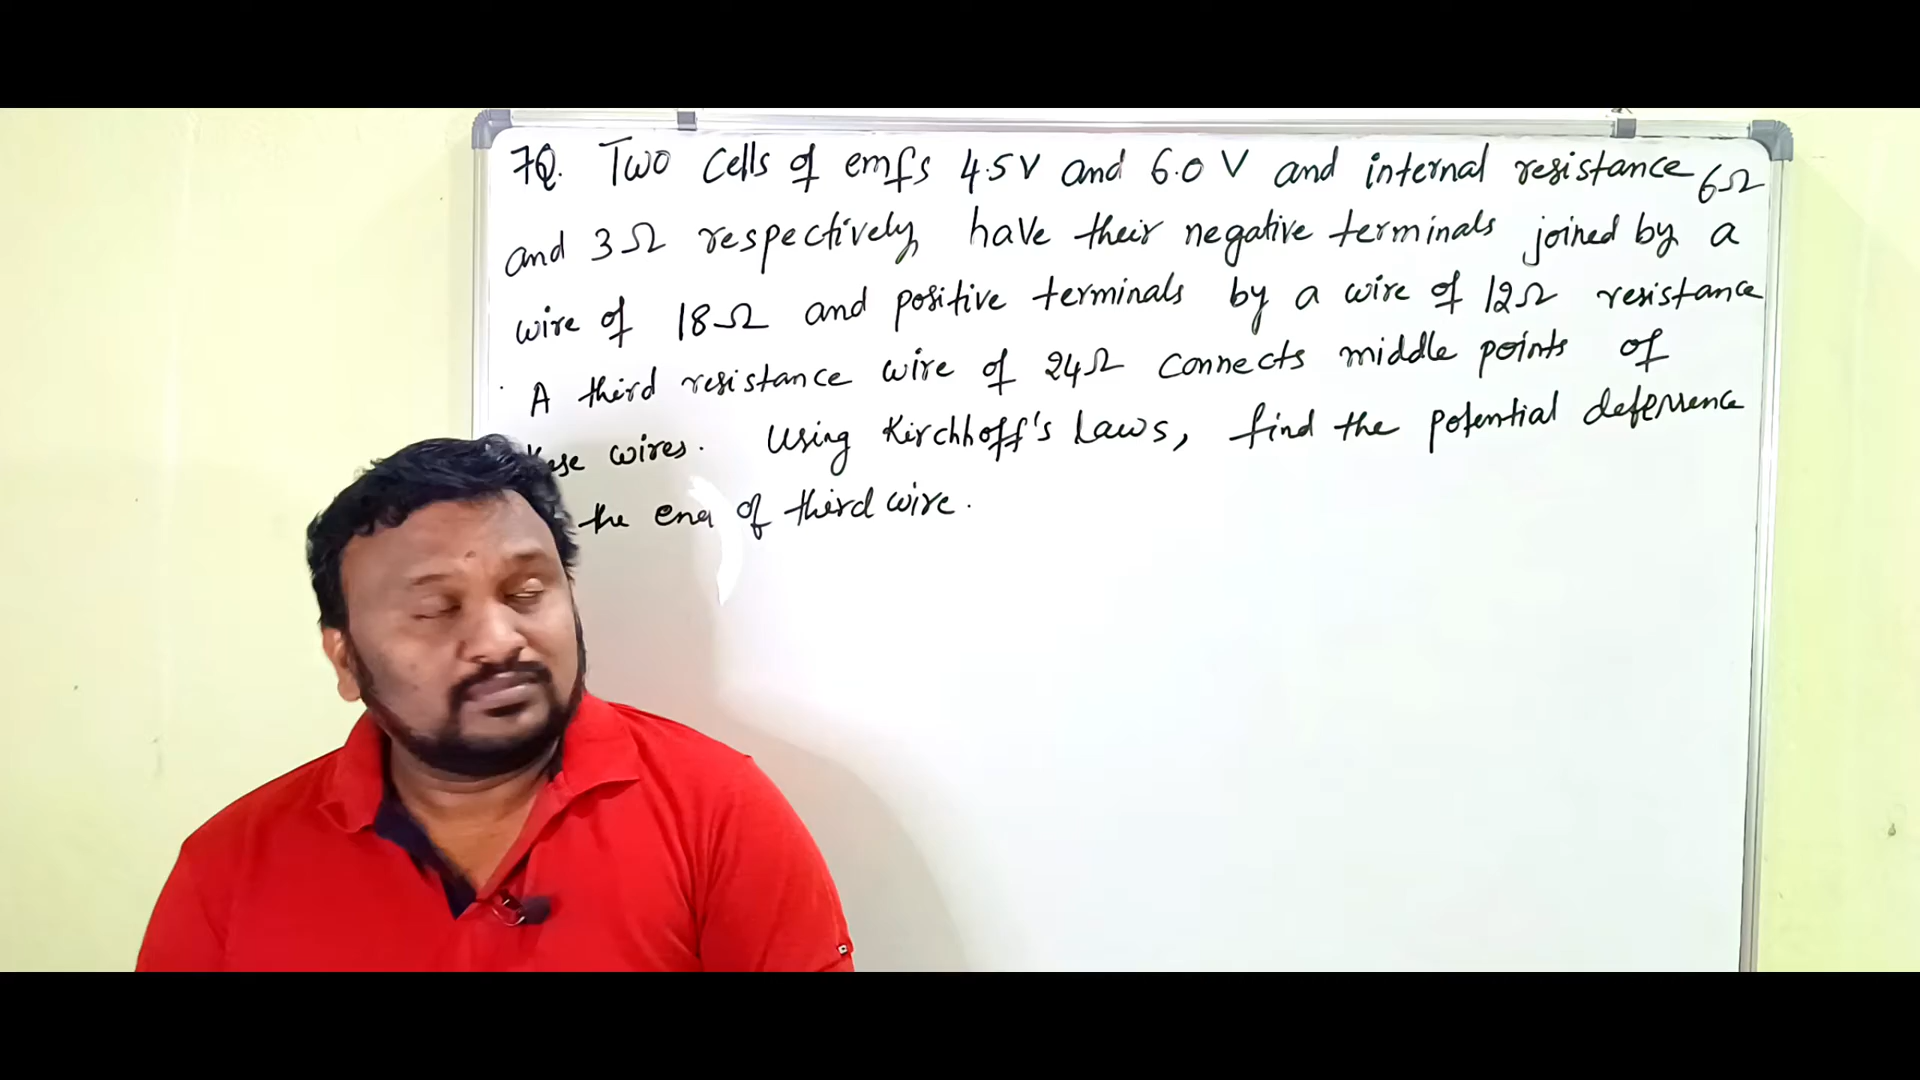 7Q. Two cells of emfs 4.5V and 6.0 V and internal resistance 6Ω
and 3Ω respectively, have their negative terminals joined by a
wire of 18Ω and positive terminals by a wire of 12Ω resistance
A third resistance wire of 24Ω connects middle points of
wires. Using Kirchhoff's Laws, find the potential deference
the end of third wire.